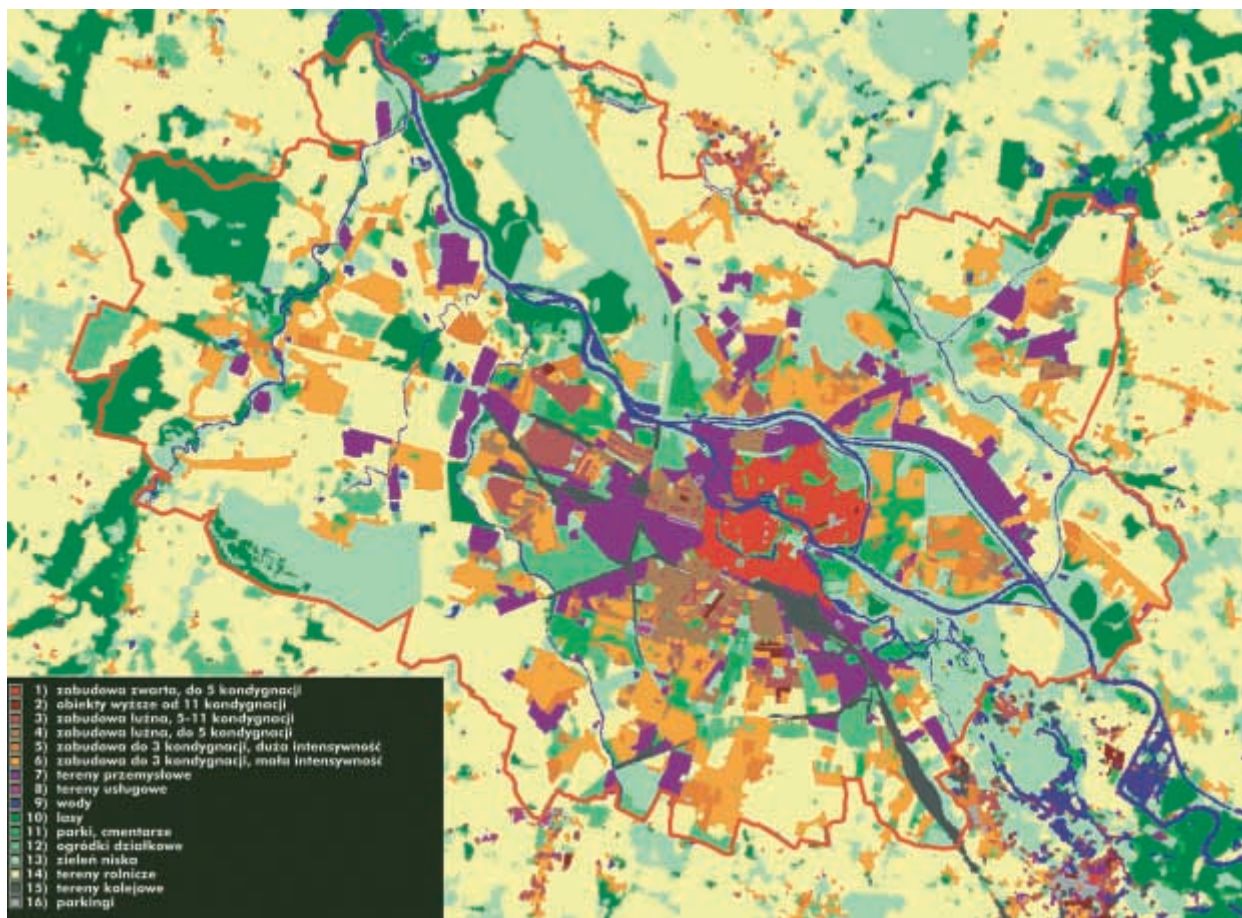 1) zabudowa zwarta, do 5 kondygnacji
2) obiekty wyższe od 11 kondygnacji
3) zabudowa luźna, 5–11 kondygnacji
4) zabudowa luźna, do 5 kondygnacji
5) zabudowa do 3 kondygnacji, duża intensywność
6) zabudowa do 3 kondygnacji, mała intensywność
7) tereny przemysłowe
8) tereny usługowe
9) wody
10) lasy
11) parki, cmentarze
12) ogródki działkowe
13) zieleń niska
14) tereny rolnicze
15) tereny kolejowe
16) parkingi